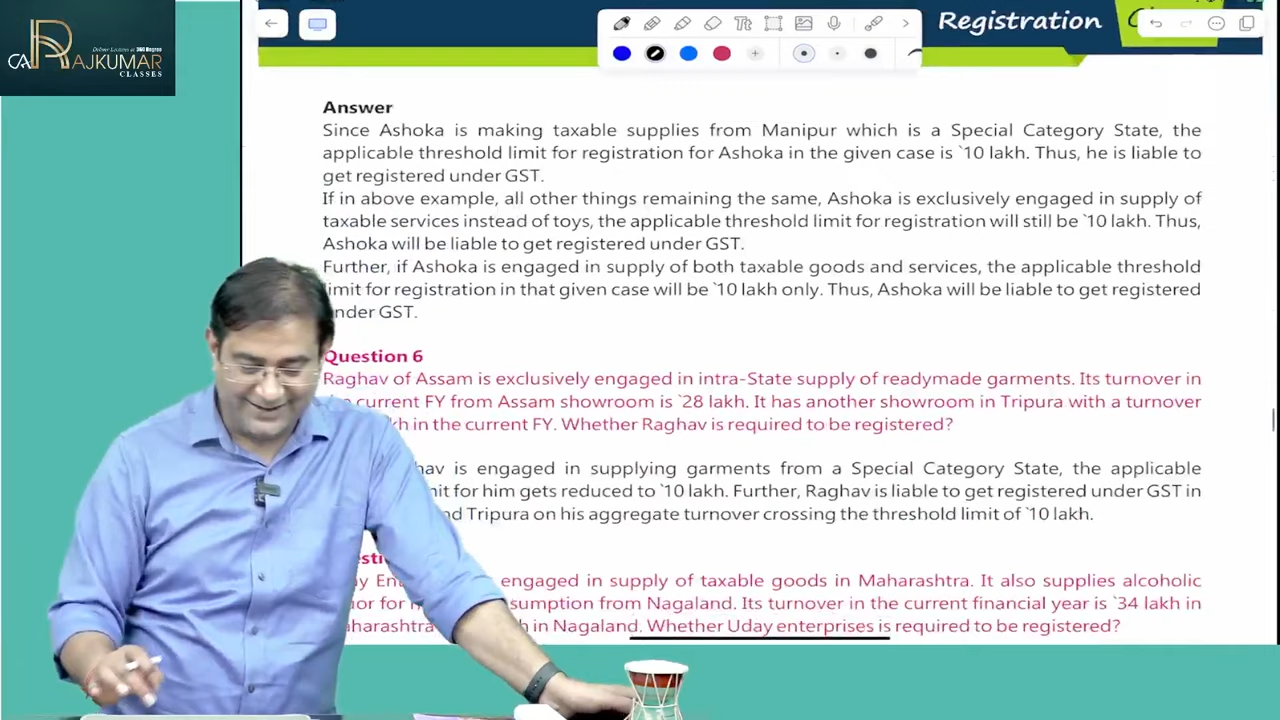 CA RAJKUMAR
Deliver Lectures at 360 Degree
CLASSES
Registration
Tt
Answer
Since Ashoka is making taxable supplies from Manipur which is a Special Category State, the
applicable threshold limit for registration for Ashoka in the given case is `10 lakh. Thus, he is liable to
get registered under GST.
If in above example, all other things remaining the same, Ashoka is exclusively engaged in supply of
taxable services instead of toys, the applicable threshold limit for registration will still be `10 lakh. Thus,
Ashoka will be liable to get registered under GST.
Further, if Ashoka is engaged in supply of both taxable goods and services, the applicable threshold
limit for registration in that given case will be `10 lakh only. Thus, Ashoka will be liable to get registered
under GST.
Question 6
Raghav of Assam is exclusively engaged in intra-State supply of readymade garments. Its turnover in
current FY from Assam showroom is `28 lakh. It has another showroom in Tripura with a turnover
in the current FY. Whether Raghav is required to be registered?
is engaged in supplying garments from a Special Category State, the applicable
for him gets reduced to `10 lakh. Further, Raghav is liable to get registered under GST in
Tripura on his aggregate turnover crossing the threshold limit of `10 lakh.
engaged in supply of taxable goods in Maharashtra. It also supplies alcoholic
from Nagaland. Its turnover in the current financial year is `34 lakh in
in Nagaland. Whether Uday enterprises is required to be registered?